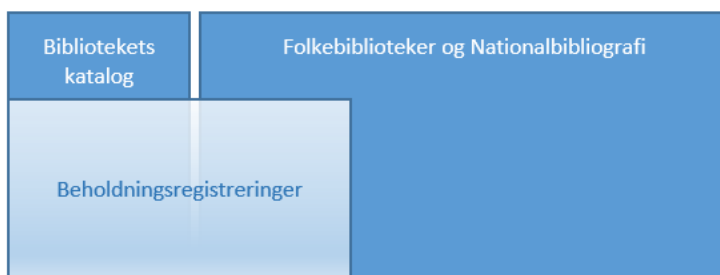 Bibliotekets
katalog
Folkebiblioteker og Nationalbibliografi
Beholdningsregistreringer